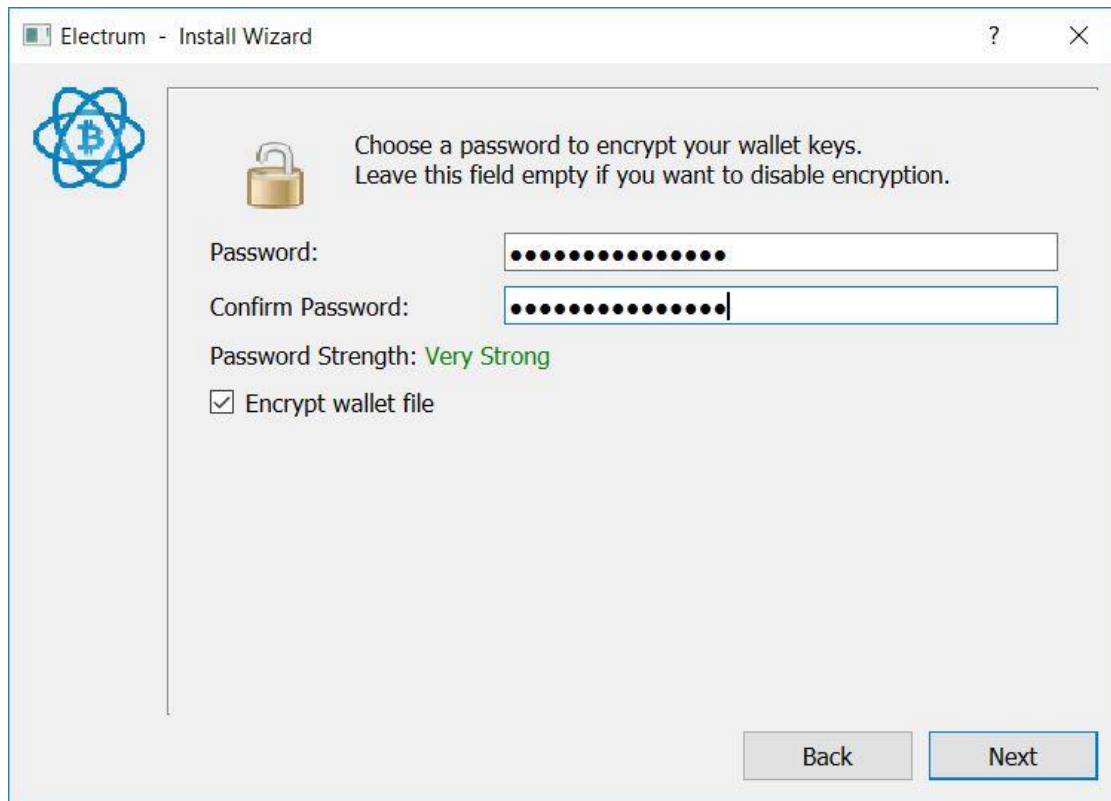 Electrum - Install Wizard
?
Choose a password to encrypt your wallet keys.
Leave this field empty if you want to disable encryption.
Password: ●●●●●●●●●●●●●●●
Confirm Password: ●●●●●●●●●●●●●●●
Password Strength: Very Strong
Encrypt wallet file
Back Next